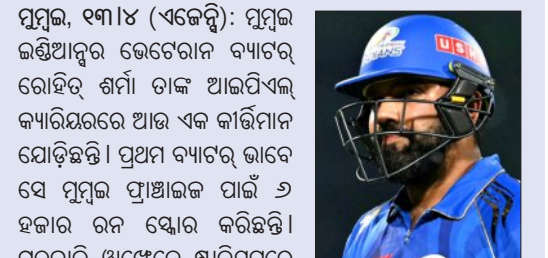 ମୁମ୍ବଇ, ୧୩।୪ (ଏଜେନ୍ସି): ମୁମ୍ବଇ
ଇଣ୍ଡିଆନ୍ସର ଭେଟେରାନ ବ୍ୟାଟର୍
ରୋହିତ୍ ଶର୍ମା ତାଙ୍କ ଆଇପିଏଲ୍
କ୍ୟାରିୟରରେ ଆଉ ଏକ କୀର୍ତ୍ତିମାନ
ଯୋଡ଼ିଛନ୍ତି। ପ୍ରଥମ ବ୍ୟାଟର୍ ଭାବେ
ସେ ମୁମ୍ବଇ ଫ୍ରାଞ୍ଚାଇଜ ପାଇଁ ୬
ହଜାର ରନ ସ୍କୋର କରିଛନ୍ତି।